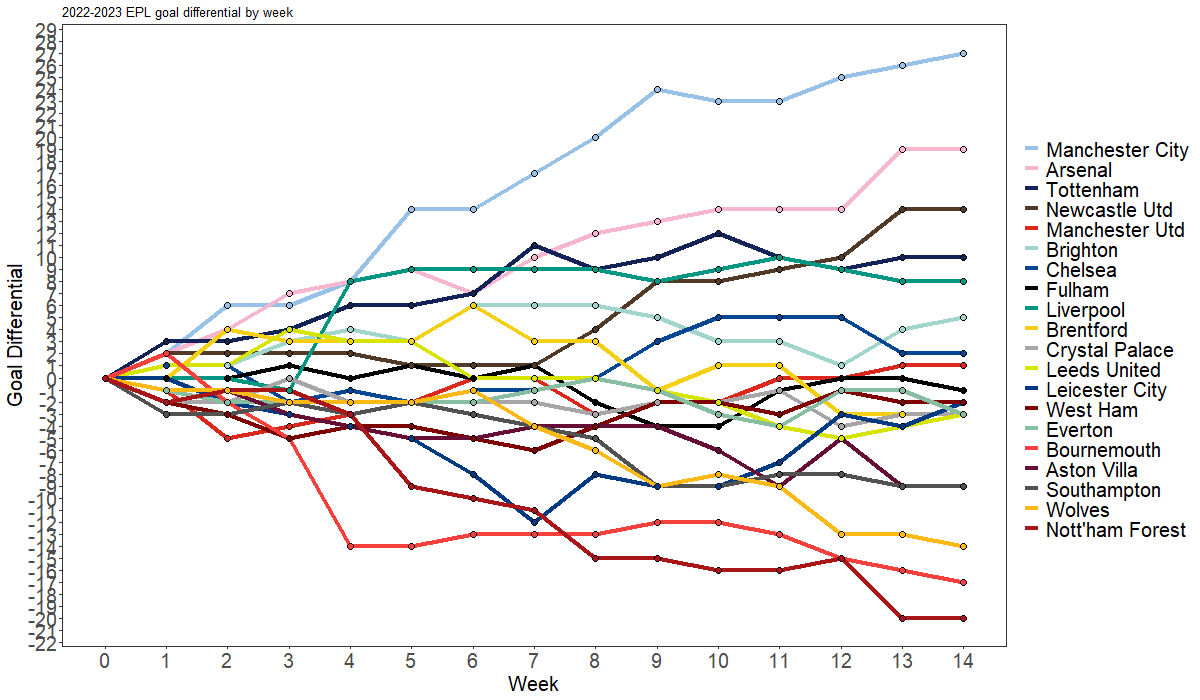 2022-2023 EPL goal differential by week
29
28
27
26
25
24
23
22
21
20
19
18
17
16
15
14
13
12
11
10
9
8
7
6
5
4
3
2
1
0
-1
-2
-3
-4
-5
-6
-7
-8
-9
-10
-11
-12
-13
-14
-15
-16
-17
-18
-19
-20
-21
-22
Goal Differential
0 1 2 3 4 5 6 7 8 9 10 11 12 13 14
Week
Manchester City
Arsenal
Tottenham
Newcastle Utd
Manchester Utd
Brighton
Chelsea
Fulham
Liverpool
Brentford
Crystal Palace
Leeds United
Leicester City
West Ham
Everton
Bournemouth
Aston Villa
Southampton
Wolves
Nott'ham Forest